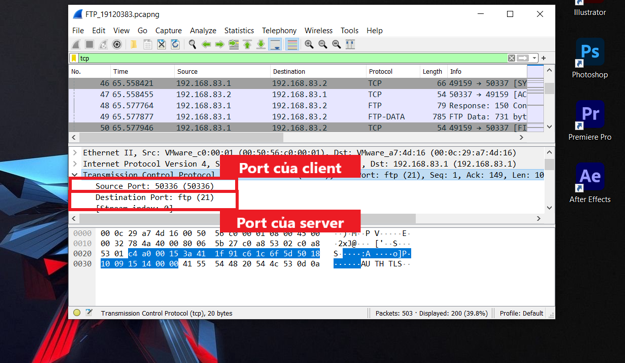 FTP_19120383.pcapng
File Edit View Go Capture Analyze Statistics Telephony Wireless Tools Help
tcp
No. Time Source Destination Protocol Length Info
46 65.558421 192.168.83.1 192.168.83.2 TCP 66 49159 → 50337 [SY
47 65.558455 192.168.83.2 192.168.83.1 TCP 54 50337 → 49159 [AC
48 65.577764 192.168.83.1 192.168.83.2 FTP 79 Response: 150 Con
49 65.579877 192.168.83.1 192.168.83.2 FTP-DATA 785 FTP Data: 731 byt
50 65.577946 192.168.83.1 192.168.83.2 TCP 54 49159 → 50337 [FI
Ethernet II, Src: VMware_c0:00:01 (00:50:56:c0:00:01), Dst: VMware_a7:4d:16 (00:0c:29:a7:4d:16)
Internet Protocol Version 4, Dst: 192.168.83.1 (192.168.83.1)
Port của client
Transmission Control Protocol Port: ftp (21), Seq: 1, Ack: 149, Len: 10
Source Port: 50336 (50336)
Destination Port: ftp (21)
[Stream index: 0]
Port của server
0000 00 0c 29 a7 4d 16 00 50 56 c0 00 01 08 00 45 00
0010 00 32 78 4a 40 00 80 06 5b 27 c0 a8 53 02 c0 a8 ·2xJ@··· ['··S···
0020 53 01 c4 a0 00 15 3a 41 1f 91 c6 1c 6f 5d 50 18 S·····:A ····o]P·
0030 10 09 15 14 00 00 41 55 54 48 20 54 4c 53 0d 0a ······AU TH TLS··
Transmission Control Protocol (tcp), 20 bytes
Packets: 503 · Displayed: 200 (39.8%)
Profile: Default
Illustrator
Ps
Photoshop
Pr
Premiere Pro
Ae
After Effects